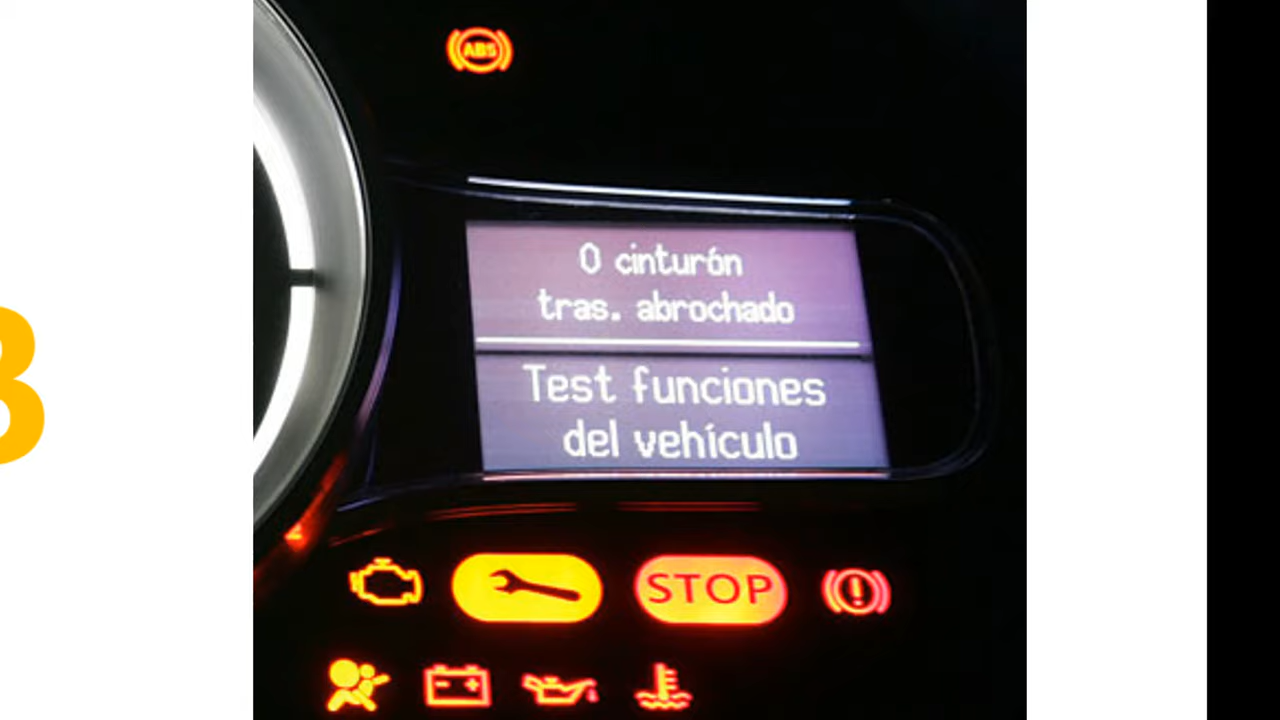 ABS
0 cinturón
tras. abrochado
Test funciones
del vehículo
STOP